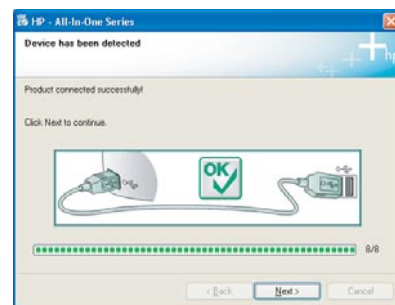 HP - All-In-One Series
Device has been detected
hp
Product connected successfully!
Click Next to continue.
OK
8/8
< Back
Next >
Cancel